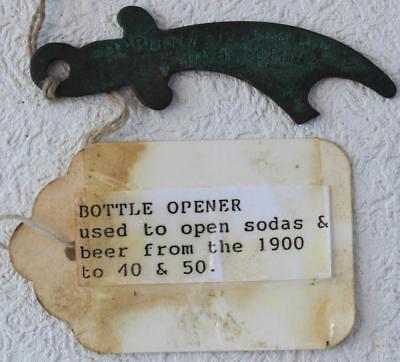 BOTTLE OPENER
used to open sodas &
beer from the 1900
to 40 & 50.